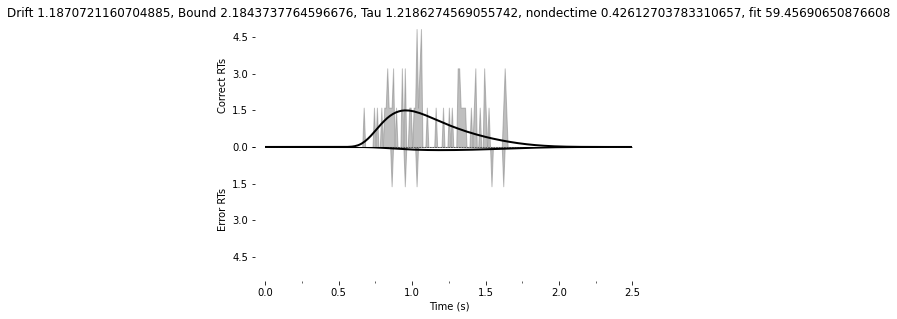 Drift 1.1870721160704885, Bound 2.1843737764596676, Tau 1.2186274569055742, nondectime 0.42612703783310657, fit 59.45690650876608
4.5
3.0
1.5
0.0
1.5
3.0
4.5
Correct RTs
Error RTs
0.0 0.5 1.0 1.5 2.0 2.5
Time (s)